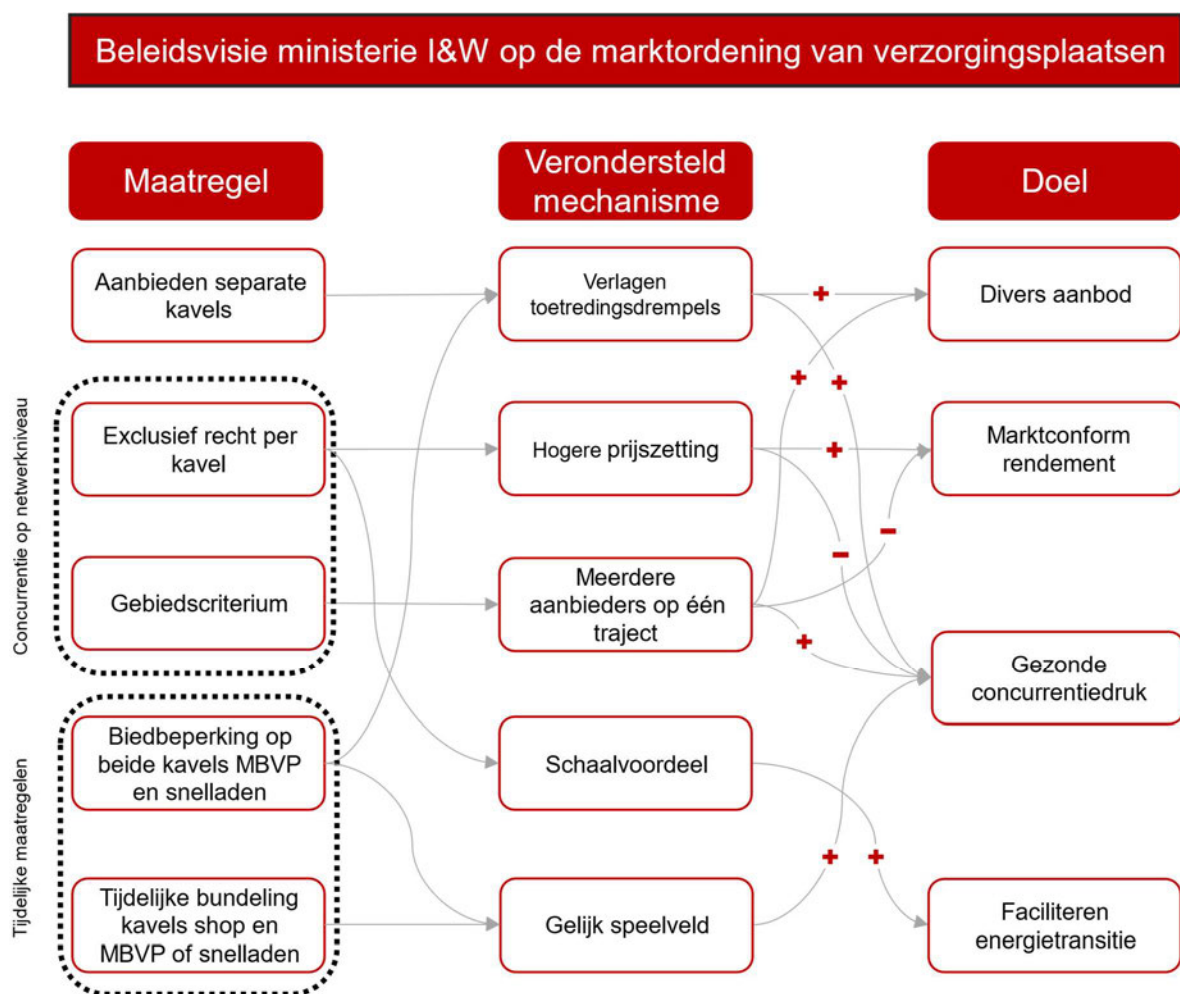 Beleidsvisie ministerie I&W op de marktordening van verzorgingsplaatsen
Maatregel
Verondersteld
mechanisme
Doel
Aanbieden separate
kavels
Verlagen
toetredingsdrempels
Divers aanbod
Concurrentie op netwerkniveau
Exclusief recht per
kavel
Hogere prijszetting
Marktconform
rendement
Gebiedscriterium
Meerdere
aanbieders op één
traject
Gezonde
concurrentiedruk
Tijdelijke maatregelen
Biedbeperking op
beide kavels MBVP
en snelladen
Schaalvoordeel
Tijdelijke bundeling
kavels shop en
MBVP of snelladen
Gelijk speelveld
Faciliteren
energietransitie